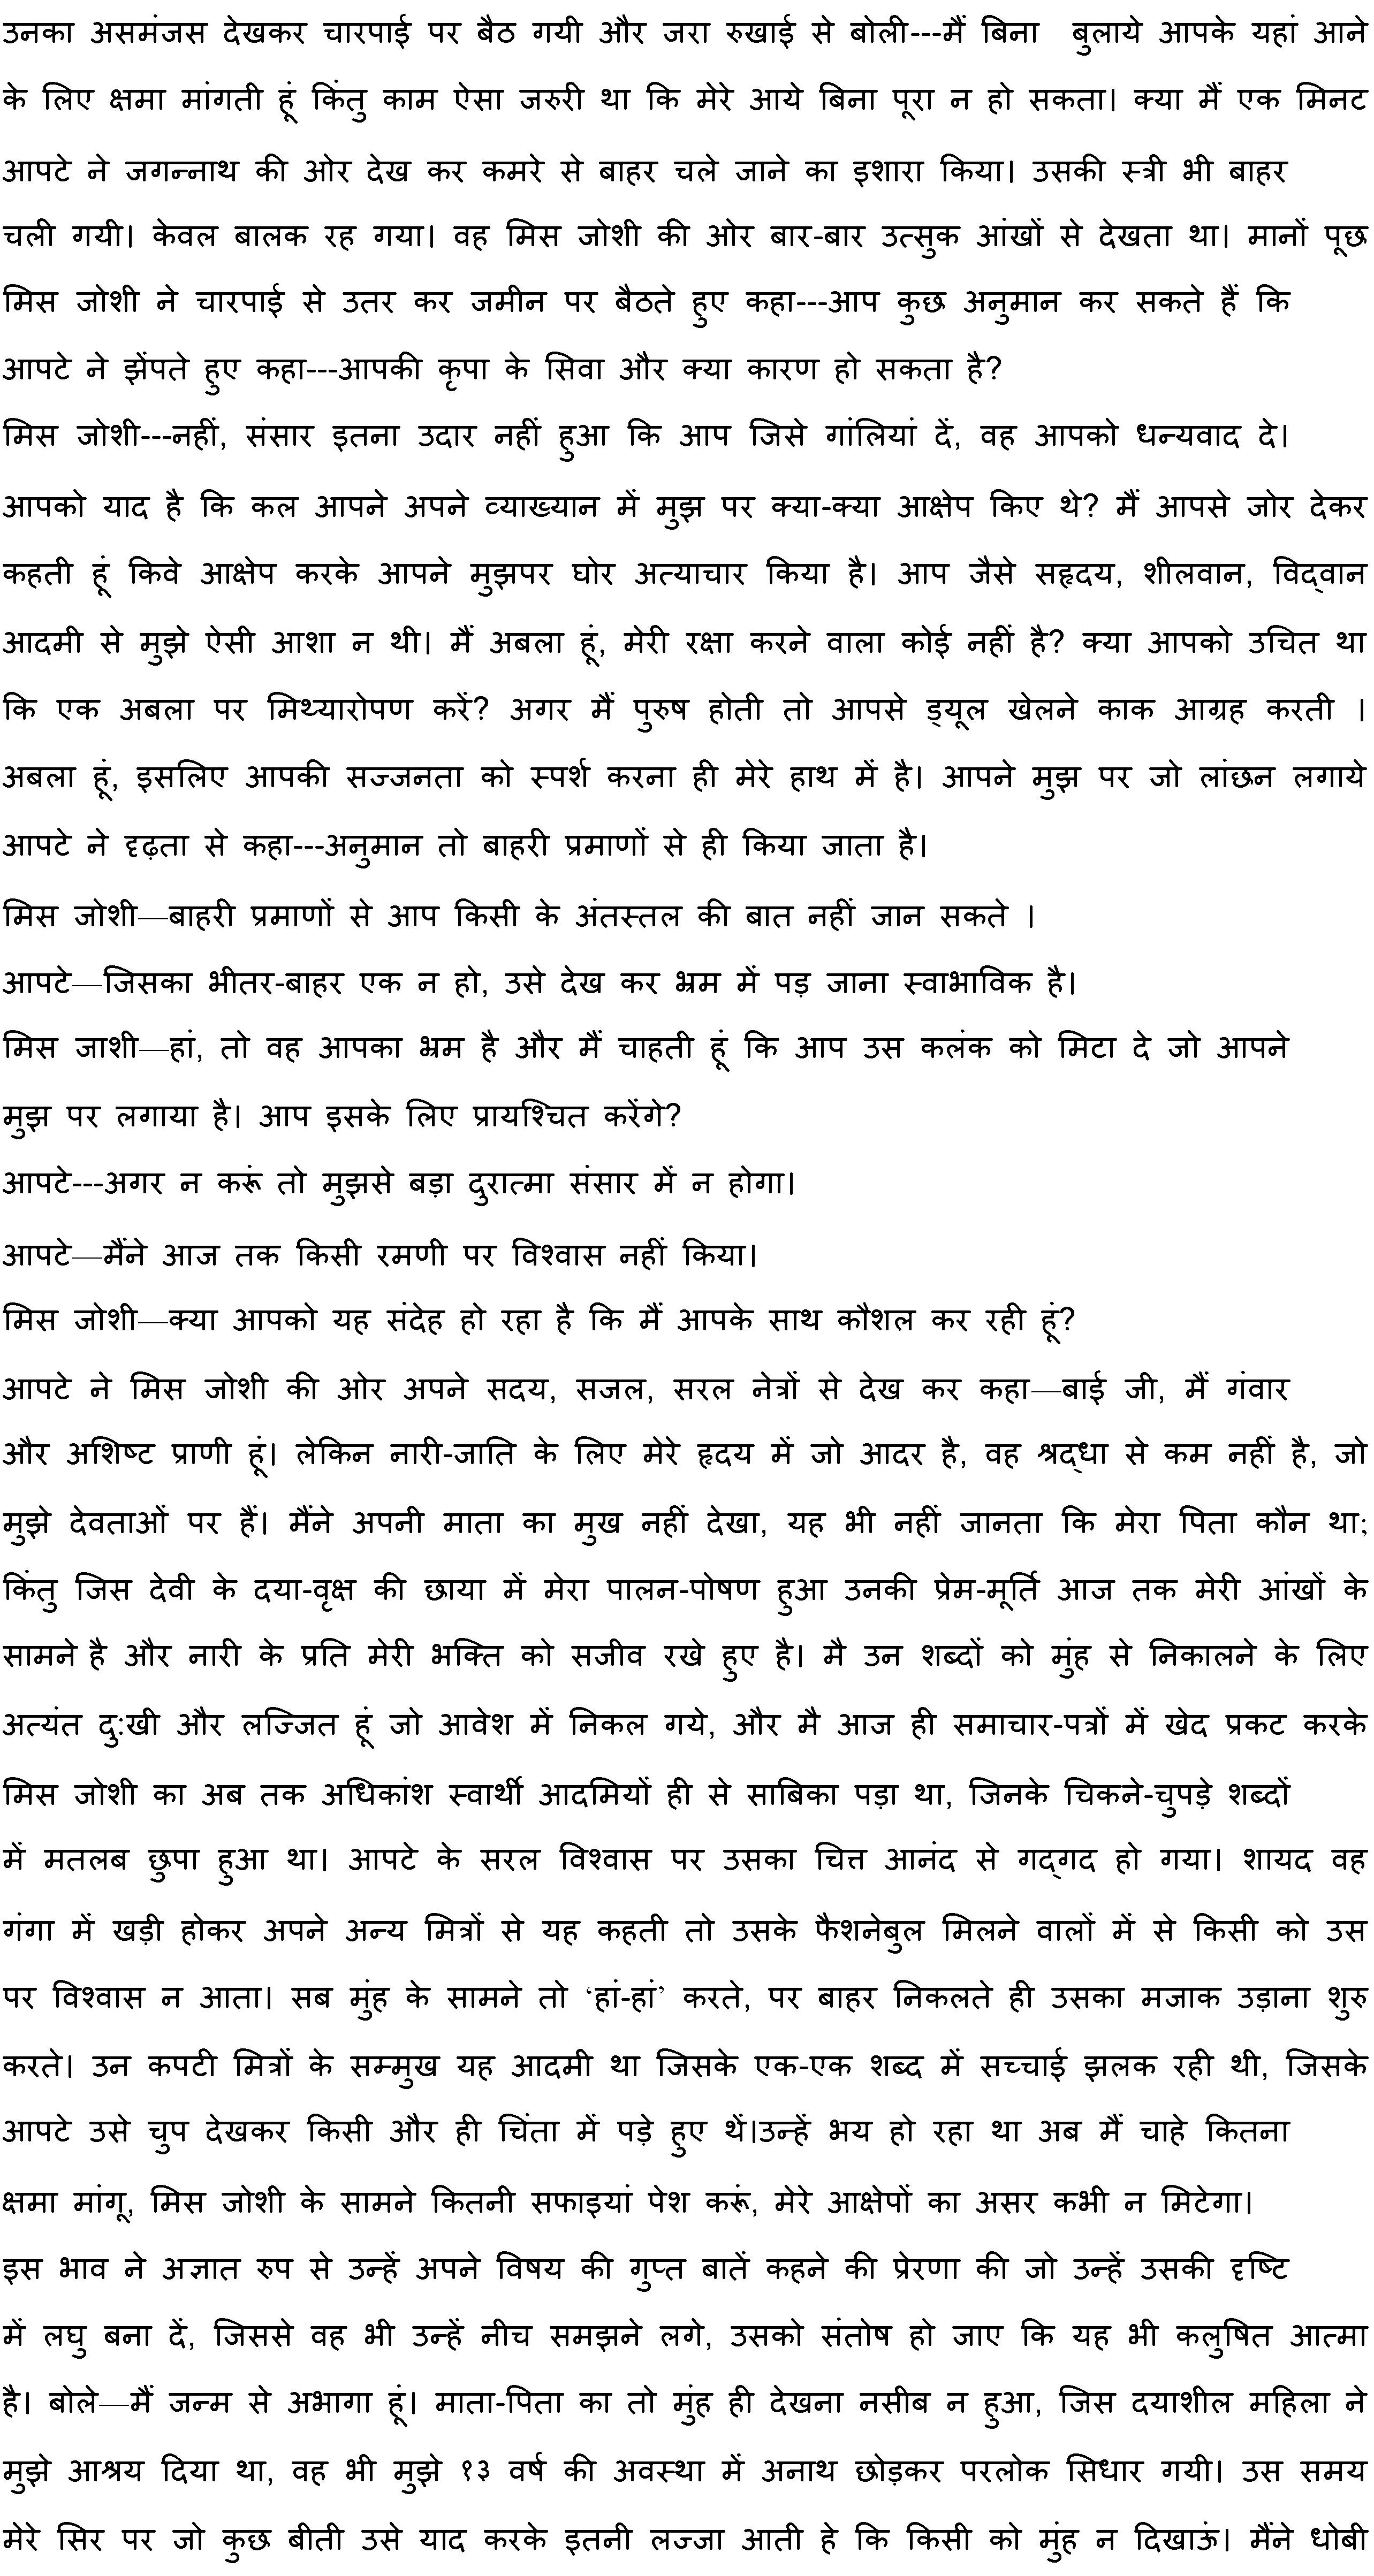 उनका असमंजस देखकर चारपाई पर बैठ गयी और जरा रुखाई से बोली---मैं बिना बुलाये आपके यहां आने
के लिए क्षमा मांगती हूं किंतु काम ऐसा जरुरी था कि मेरे आये बिना पूरा न हो सकता। क्या मैं एक मिनट
आपटे ने जगन्नाथ की ओर देख कर कमरे से बाहर चले जाने का इशारा किया। उसकी स्त्री भी बाहर
चली गयी। केवल बालक रह गया। वह मिस जोशी की ओर बार-बार उत्सुक आंखों से देखता था। मानों पूछ
मिस जोशी ने चारपाई से उतर कर जमीन पर बैठते हुए कहा---आप कुछ अनुमान कर सकते हैं कि
आपटे ने झेंपते हुए कहा---आपकी कृपा के सिवा और क्या कारण हो सकता है?
मिस जोशी---नहीं, संसार इतना उदार नहीं हुआ कि आप जिसे गांलियां दें, वह आपको धन्यवाद दे।
आपको याद है कि कल आपने अपने व्याख्यान में मुझ पर क्या-क्या आक्षेप किए थे? मैं आपसे जोर देकर
कहती हूं किवे आक्षेप करके आपने मुझपर घोर अत्याचार किया है। आप जैसे सहृदय, शीलवान, विद्वान
आदमी से मुझे ऐसी आशा न थी। मैं अबला हूं, मेरी रक्षा करने वाला कोई नहीं है? क्या आपको उचित था
कि एक अबला पर मिथ्यारोपण करें? अगर मैं पुरुष होती तो आपसे ड्यूल खेलने काक आग्रह करती ।
अबला हूं, इसलिए आपकी सज्जनता को स्पर्श करना ही मेरे हाथ में है। आपने मुझ पर जो लांछन लगाये
आपटे ने दृढ़ता से कहा---अनुमान तो बाहरी प्रमाणों से ही किया जाता है।
मिस जोशी—बाहरी प्रमाणों से आप किसी के अंतस्तल की बात नहीं जान सकते ।
आपटे—जिसका भीतर-बाहर एक न हो, उसे देख कर भ्रम में पड़ जाना स्वाभाविक है।
मिस जाशी—हां, तो वह आपका भ्रम है और मैं चाहती हूं कि आप उस कलंक को मिटा दे जो आपने
मुझ पर लगाया है। आप इसके लिए प्रायश्चित करेंगे?
आपटे---अगर न करूं तो मुझसे बड़ा दुरात्मा संसार में न होगा।
आपटे—मैंने आज तक किसी रमणी पर विश्वास नहीं किया।
मिस जोशी—क्या आपको यह संदेह हो रहा है कि मैं आपके साथ कौशल कर रही हूं?
आपटे ने मिस जोशी की ओर अपने सदय, सजल, सरल नेत्रों से देख कर कहा—बाई जी, मैं गंवार
और अशिष्ट प्राणी हूं। लेकिन नारी-जाति के लिए मेरे हृदय में जो आदर है, वह श्रद्धा से कम नहीं है, जो
मुझे देवताओं पर हैं। मैंने अपनी माता का मुख नहीं देखा, यह भी नहीं जानता कि मेरा पिता कौन था;
किंतु जिस देवी के दया-वृक्ष की छाया में मेरा पालन-पोषण हुआ उनकी प्रेम-मूर्ति आज तक मेरी आंखों के
सामने है और नारी के प्रति मेरी भक्ति को सजीव रखे हुए है। मै उन शब्दों को मुंह से निकालने के लिए
अत्यंत दु:खी और लज्जित हूं जो आवेश में निकल गये, और मै आज ही समाचार-पत्रों में खेद प्रकट करके
मिस जोशी का अब तक अधिकांश स्वार्थी आदमियों ही से साबिका पड़ा था, जिनके चिकने-चुपड़े शब्दों
में मतलब छुपा हुआ था। आपटे के सरल विश्वास पर उसका चित्त आनंद से गद्गद हो गया। शायद वह
गंगा में खड़ी होकर अपने अन्य मित्रों से यह कहती तो उसके फैशनेबुल मिलने वालों में से किसी को उस
पर विश्वास न आता। सब मुंह के सामने तो ‘हां-हां’ करते, पर बाहर निकलते ही उसका मजाक उड़ाना शुरु
करते। उन कपटी मित्रों के सम्मुख यह आदमी था जिसके एक-एक शब्द में सच्चाई झलक रही थी, जिसके
आपटे उसे चुप देखकर किसी और ही चिंता में पड़े हुए थें।उन्हें भय हो रहा था अब मैं चाहे कितना
क्षमा मांगू, मिस जोशी के सामने कितनी सफाइयां पेश करूं, मेरे आक्षेपों का असर कभी न मिटेगा।
इस भाव ने अज्ञात रुप से उन्हें अपने विषय की गुप्त बातें कहने की प्रेरणा की जो उन्हें उसकी दृष्टि
में लघु बना दें, जिससे वह भी उन्हें नीच समझने लगे, उसको संतोष हो जाए कि यह भी कलुषित आत्मा
है। बोले—मैं जन्म से अभागा हूं। माता-पिता का तो मुंह ही देखना नसीब न हुआ, जिस दयाशील महिला ने
मुझे आश्रय दिया था, वह भी मुझे १३ वर्ष की अवस्था में अनाथ छोड़कर परलोक सिधार गयी। उस समय
मेरे सिर पर जो कुछ बीती उसे याद करके इतनी लज्जा आती हे कि किसी को मुंह न दिखाऊं। मैंने धोबी